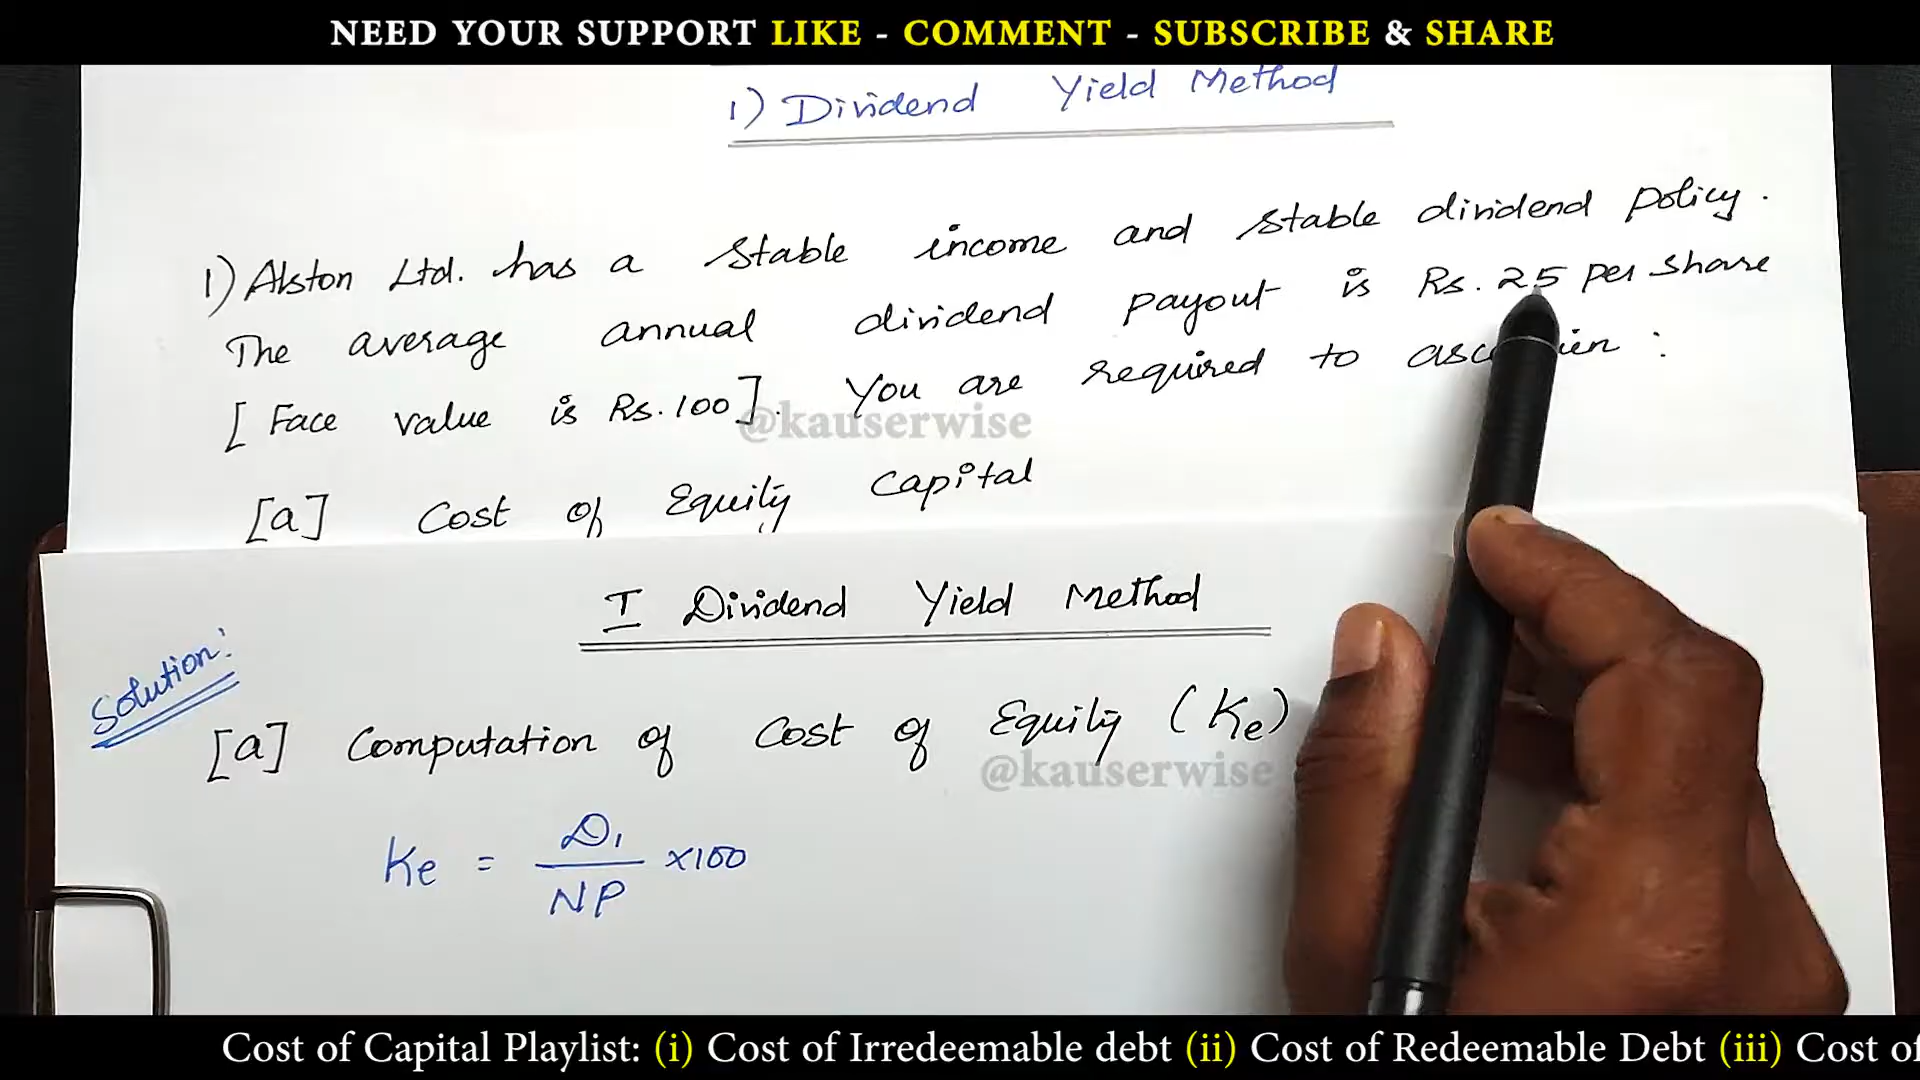 NEED YOUR SUPPORT LIKE - COMMENT - SUBSCRIBE & SHARE
1) Dividend Yield Method
1) Alston Ltd. has a stable income and stable dividend policy.
The average annual dividend payout is Rs. 25 per share
[Face value is Rs. 100]. You are required to :
@kauserwise
[a] Cost of Equity Capital
I Dividend Yield Method
Solution:
[a] Computation of Cost of Equity (Ke)
@kauserwise
Ke = D1/NP x100
Cost of Capital Playlist: (i) Cost of Irredeemable debt (ii) Cost of Redeemable Debt (iii) Cost of